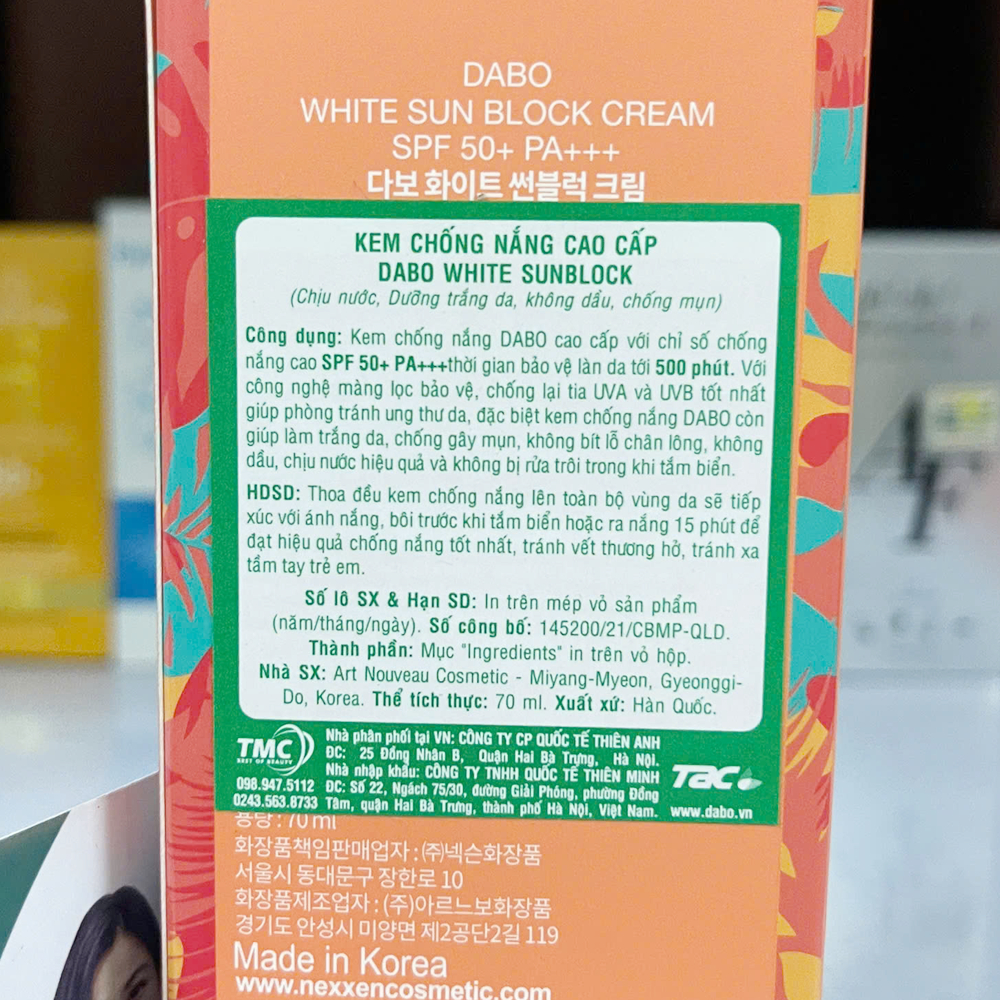 DABO
WHITE SUN BLOCK CREAM
SPF 50+ PA+++
다보 화이트 썬블럭 크림
KEM CHỐNG NẮNG CAO CẤP
DABO WHITE SUNBLOCK
(Chịu nước, Dưỡng trắng da, không dầu, chống mụn)
Công dụng: Kem chống nắng DABO cao cấp với chỉ số chống
nắng cao SPF 50+ PA+++thời gian bảo vệ làn da tới 500 phút. Với
công nghệ màng lọc bảo vệ, chống lại tia UVA và UVB tốt nhất
giúp phòng tránh ung thư da, đặc biệt kem chống nắng DABO còn
giúp làm trắng da, chống gây mụn, không bít lỗ chân lông, không
dầu, chịu nước hiệu quả và không bị rửa trôi trong khi tắm biển.
HDSD: Thoa đều kem chống nắng lên toàn bộ vùng da sẽ tiếp
xúc với ánh nắng, bôi trước khi tắm biển hoặc ra nắng 15 phút để
đạt hiệu quả chống nắng tốt nhất, tránh vết thương hở, tránh xa
tầm tay trẻ em.
Số lô SX & Hạn SD: In trên mép vỏ sản phẩm
(năm/tháng/ngày). Số công bố: 145200/21/CBMP-QLD.
Thành phần: Mục "Ingredients" in trên vỏ hộp.
Nhà SX: Art Nouveau Cosmetic - Miyang-Myeon, Gyeonggi-
Do, Korea. Thể tích thực: 70 ml. Xuất xứ: Hàn Quốc.
TMC
BEST OF BEAUTY
098.947.5112
0243.563.8733
Nhà phân phối tại VN: CÔNG TY CP QUỐC TẾ THIÊN ANH
ĐC: 25 Đồng Nhân B, Quận Hai Bà Trưng, Hà Nội.
Nhà nhập khẩu: CÔNG TY TNHH QUỐC TẾ THIÊN MINH
ĐC: Số 22, Ngách 75/30, đường Giải Phóng, phường Đồng
Tâm, quận Hai Bà Trưng, thành phố Hà Nội, Việt Nam.
TAC
www.dabo.vn
용량 : 70 ml
화장품책임판매업자 : (주)넥슨화장품
서울시 동대문구 장한로 10
화장품제조업자 : (주)아르느보화장품
경기도 안성시 미양면 제2공단2길 119
Made in Korea
www.nexxencosmetic.com